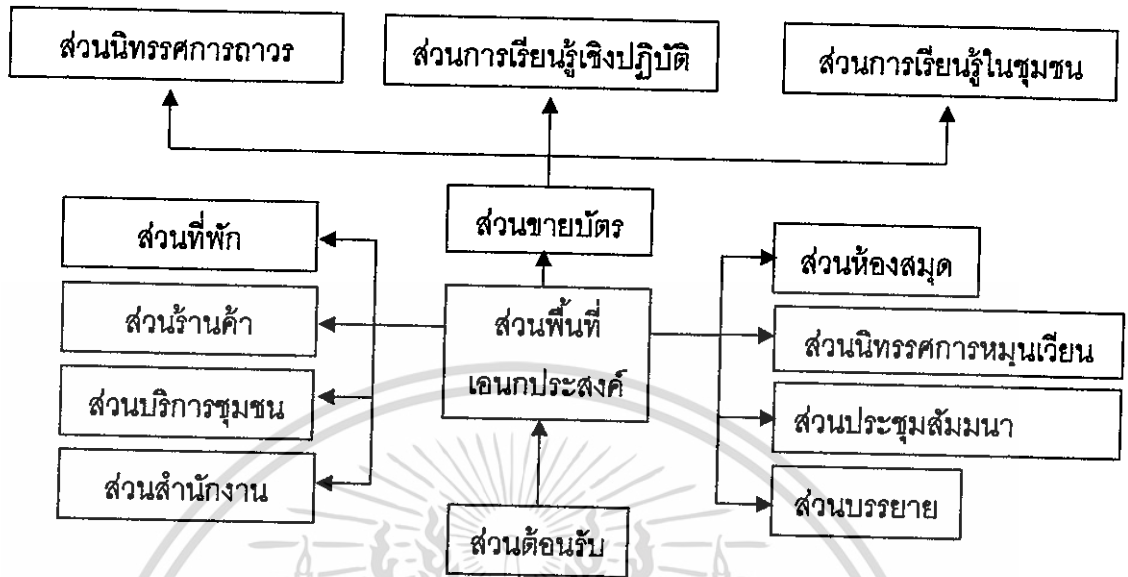 ส่วนนิทรรศการถาวร
ส่วนการเรียนรู้เชิงปฏิบัติ
ส่วนการเรียนรู้ในชุมชน
ส่วนขายบัตร
ส่วนที่พัก
ส่วนร้านค้า
ส่วนบริการชุมชน
ส่วนสำนักงาน
ส่วนพื้นที่
เอนกประสงค์
ส่วนต้อนรับ
ส่วนห้องสมุด
ส่วนนิทรรศการหมุนเวียน
ส่วนประชุมสัมมนา
ส่วนบรรยาย